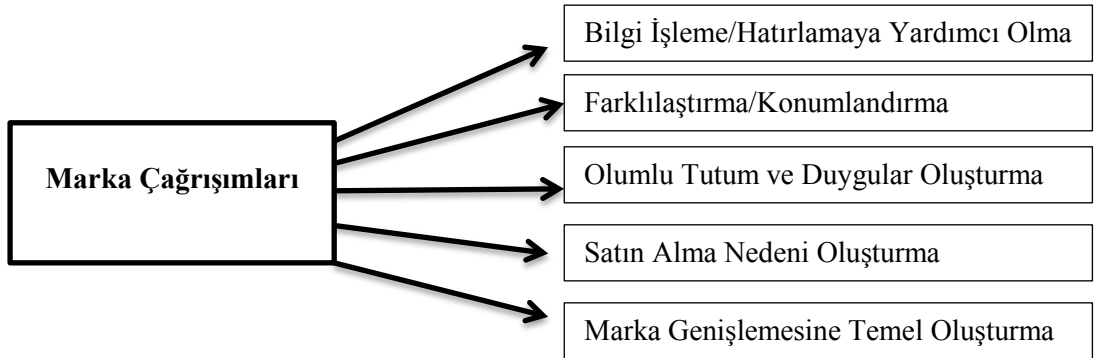 Marka Çağrışımları
Bilgi İşleme/Hatırlamaya Yardımcı Olma
Farklılaştırma/Konumlandırma
Olumlu Tutum ve Duygular Oluşturma
Satın Alma Nedeni Oluşturma
Marka Genişlemesine Temel Oluşturma